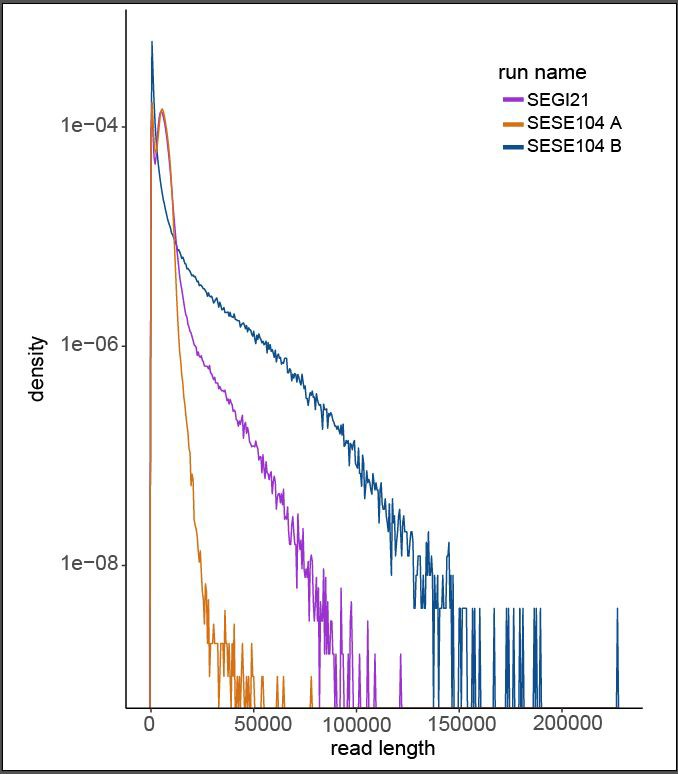 run name
SEGI21
SESE104 A
SESE104 B
1e−04
1e−06
1e−08
density
0 50000 100000 150000 200000
read length